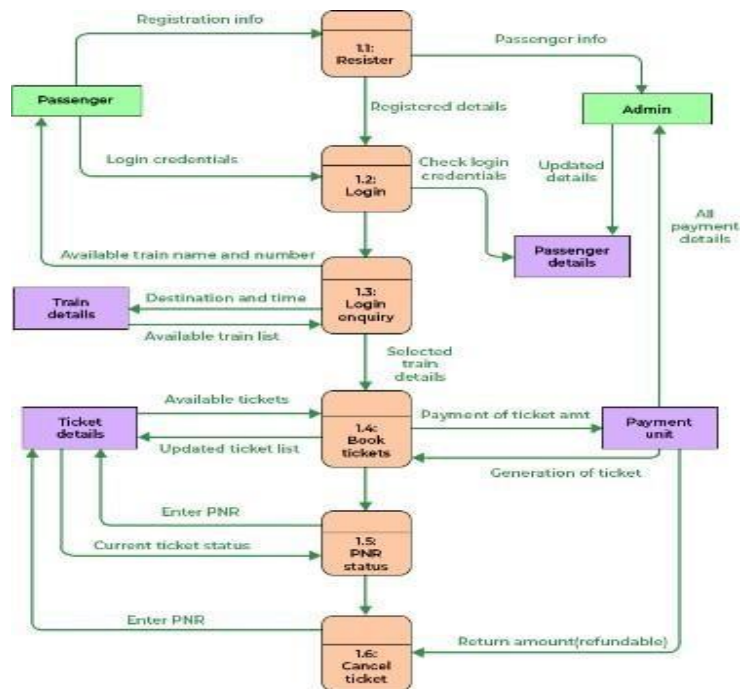 Registration info
1.1:
Resister
Passenger info
Passenger
Registered details
Admin
Login credentials
1.2:
Login
Check login
credentials
Updated
details
All
payment
details
Available train name and number
Passenger
details
1.3:
Login
enquiry
Train
details
Destination and time
Available train list
Selected
train
details
Available tickets
Ticket
details
1.4:
Book
tickets
Payment of ticket amt
Payment
unit
Updated ticket list
Generation of ticket
Enter PNR
1.5:
PNR
status
Current ticket status
Enter PNR
Return amount(refundable)
1.6:
Cancel
ticket